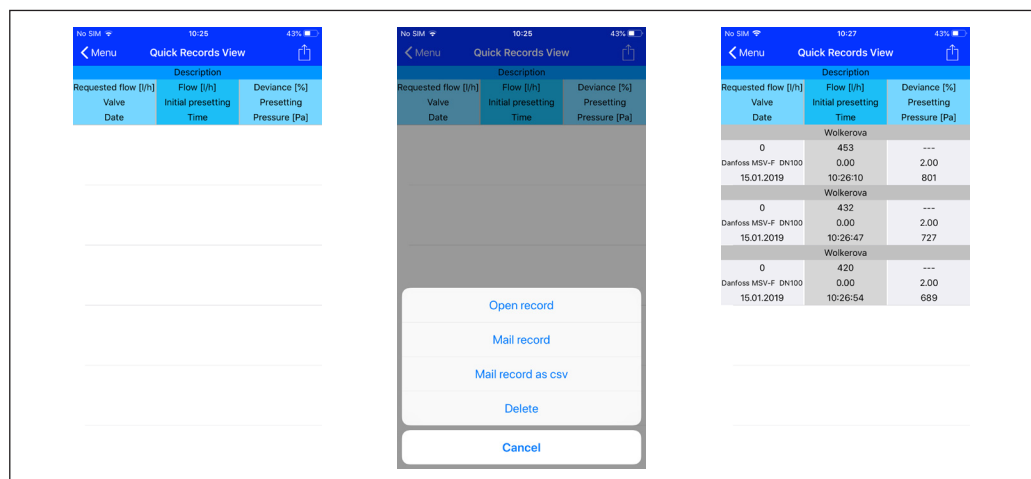 No SIM 10:25 43%
Menu Quick Records View
Description
Requested flow [l/h] Flow [l/h] Deviance [%]
Valve Initial presetting Presetting
Date Time Pressure [Pa]
No SIM 10:25 43%
Menu Quick Records View
Description
Requested flow [l/h] Flow [l/h] Deviance [%]
Valve Initial presetting Presetting
Date Time Pressure [Pa]
Open record
Mail record
Mail record as csv
Delete
Cancel
No SIM 10:27 43%
Menu Quick Records View
Description
Requested flow [l/h] Flow [l/h] Deviance [%]
Valve Initial presetting Presetting
Date Time Pressure [Pa]
Wolkerova
0 453 ---
Danfoss MSV-F DN100 0.00 2.00
15.01.2019 10:26:10 801
Wolkerova
0 432 ---
Danfoss MSV-F DN100 0.00 2.00
15.01.2019 10:26:47 727
Wolkerova
0 420 ---
Danfoss MSV-F DN100 0.00 2.00
15.01.2019 10:26:54 689